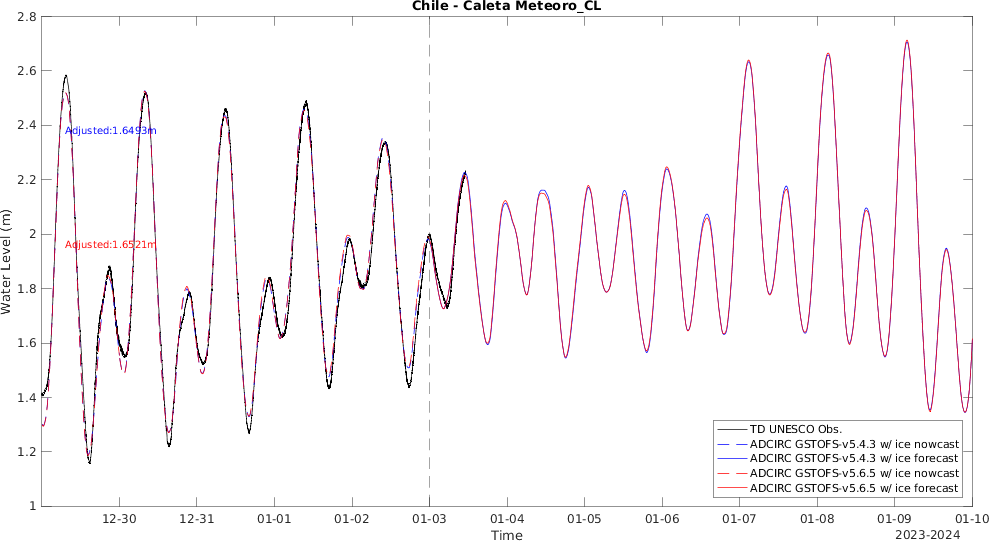 Chile - Caleta Meteoro_CL
2.8
2.6
2.4
2.2
2
1.8
1.6
1.4
1.2
1
Water Level (m)
Adjusted:1.6493m
Adjusted:1.6521m
TD UNESCO Obs.
ADCIRC GSTOFS-v5.4.3 w/ ice nowcast
ADCIRC GSTOFS-v5.4.3 w/ ice forecast
ADCIRC GSTOFS-v5.6.5 w/ ice nowcast
ADCIRC GSTOFS-v5.6.5 w/ ice forecast
12-30 12-31 01-01 01-02 01-03 01-04 01-05 01-06 01-07 01-08 01-09 01-10
Time
2023-2024